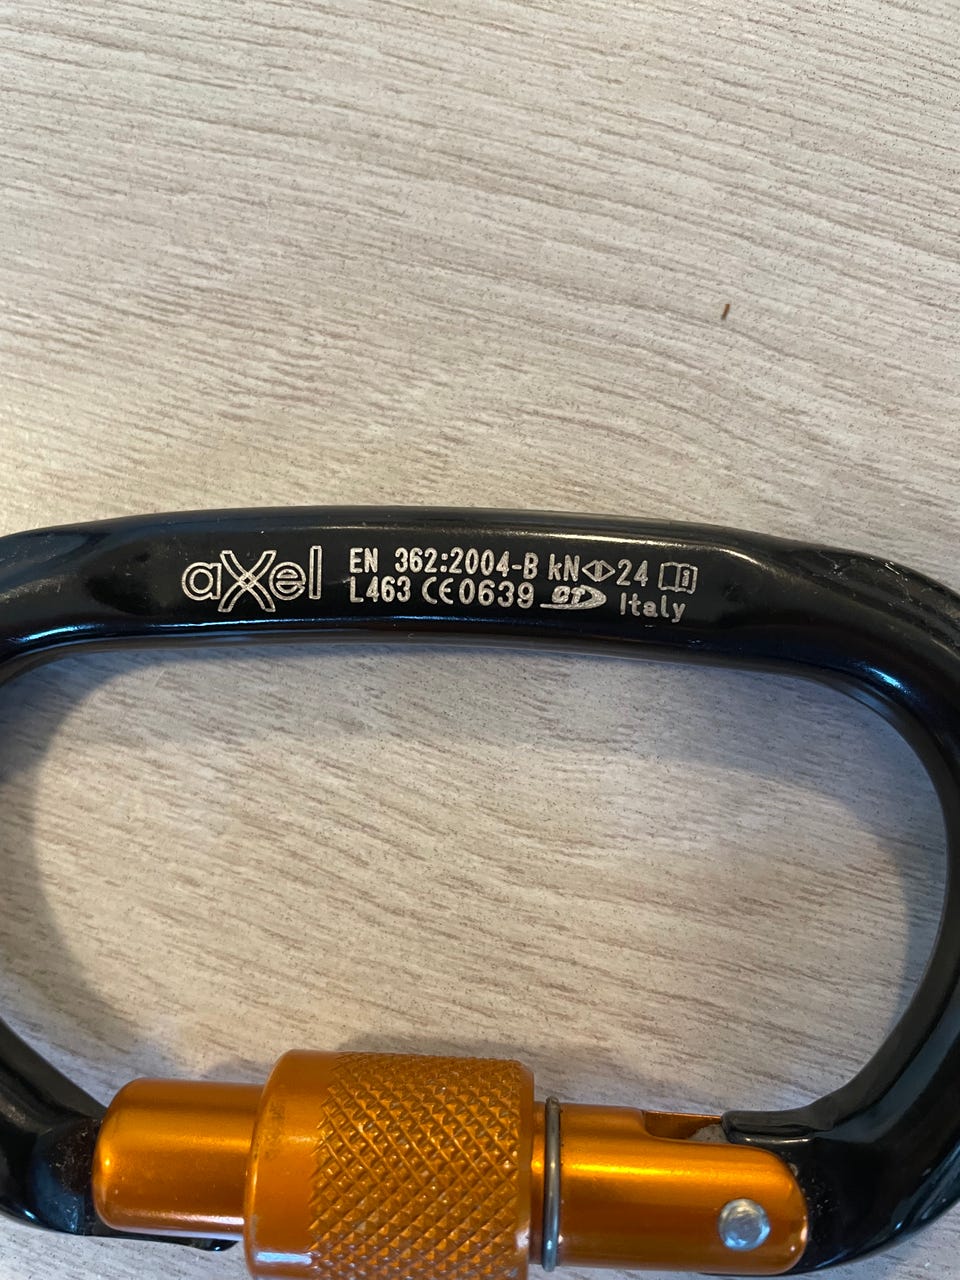 aXel
EN 362:2004-B kN 24
L463 CE0639 Italy